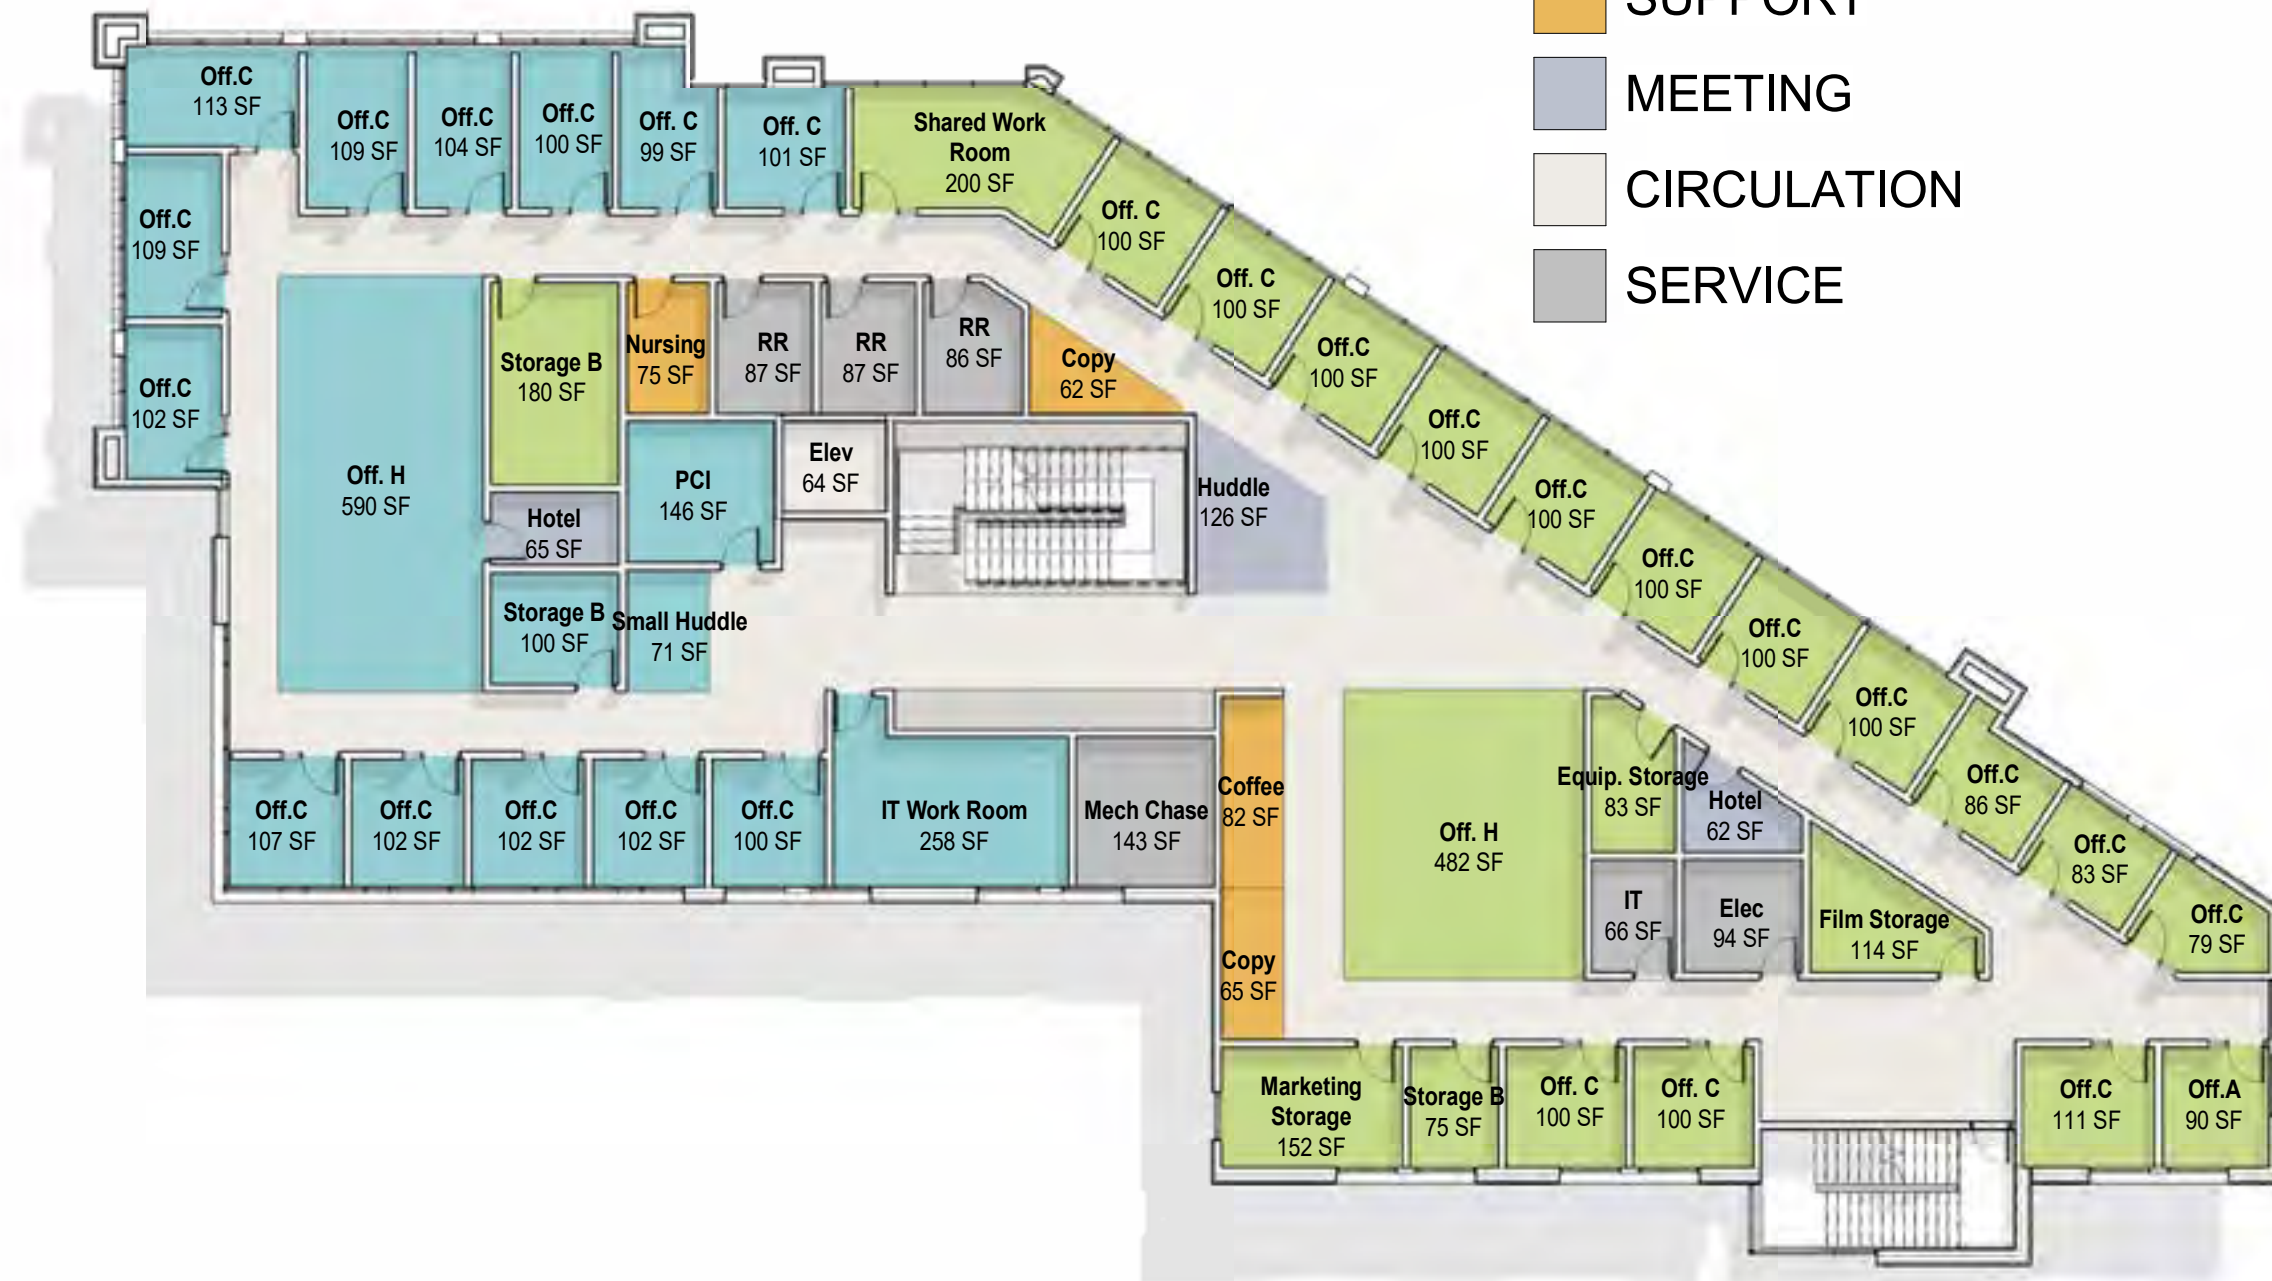 SUPPORT
MEETING
CIRCULATION
SERVICE
Off.C
113 SF
Off.C
109 SF
Off.C
104 SF
Off.C
100 SF
Off. C
99 SF
Off. C
101 SF
Shared Work
Room
200 SF
Off. C
100 SF
Off. C
100 SF
Off.C
100 SF
Off.C
100 SF
Off.C
100 SF
Off.C
100 SF
Off.C
100 SF
Off.C
100 SF
Off.C
86 SF
Off.C
83 SF
Off.C
79 SF
Off.C
109 SF
Off.C
102 SF
Off. H
590 SF
Storage B
180 SF
Nursing
75 SF
RR
87 SF
RR
87 SF
RR
86 SF
Copy
62 SF
Hotel
65 SF
PCI
146 SF
Elev
64 SF
Huddle
126 SF
Storage B
100 SF
Small Huddle
71 SF
Off.C
107 SF
Off.C
102 SF
Off.C
102 SF
Off.C
102 SF
Off.C
100 SF
IT Work Room
258 SF
Mech Chase
143 SF
Coffee
82 SF
Copy
65 SF
Off. H
482 SF
Equip. Storage
83 SF
Hotel
62 SF
IT
66 SF
Elec
94 SF
Film Storage
114 SF
Marketing
Storage
152 SF
Storage B
75 SF
Off. C
100 SF
Off. C
100 SF
Off.C
111 SF
Off.A
90 SF